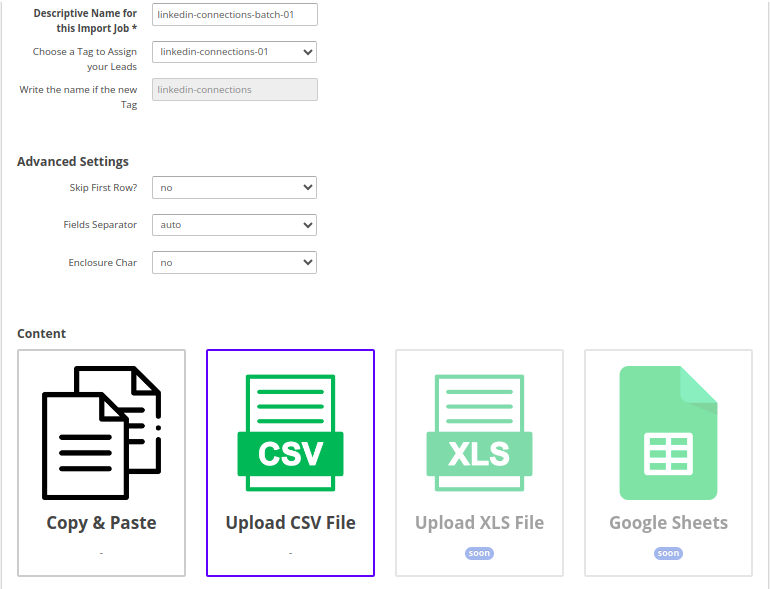 Descriptive Name for
this Import Job *
linkedin-connections-batch-01
Choose a Tag to Assign
your Leads
linkedin-connections-01
Write the name if the new
Tag
linkedin-connections
Advanced Settings
Skip First Row?
no
Fields Separator
auto
Enclosure Char
no
Content
CSV
XLS
Copy & Paste
Upload CSV File
Upload XLS File
Google Sheets
-
-
soon
soon